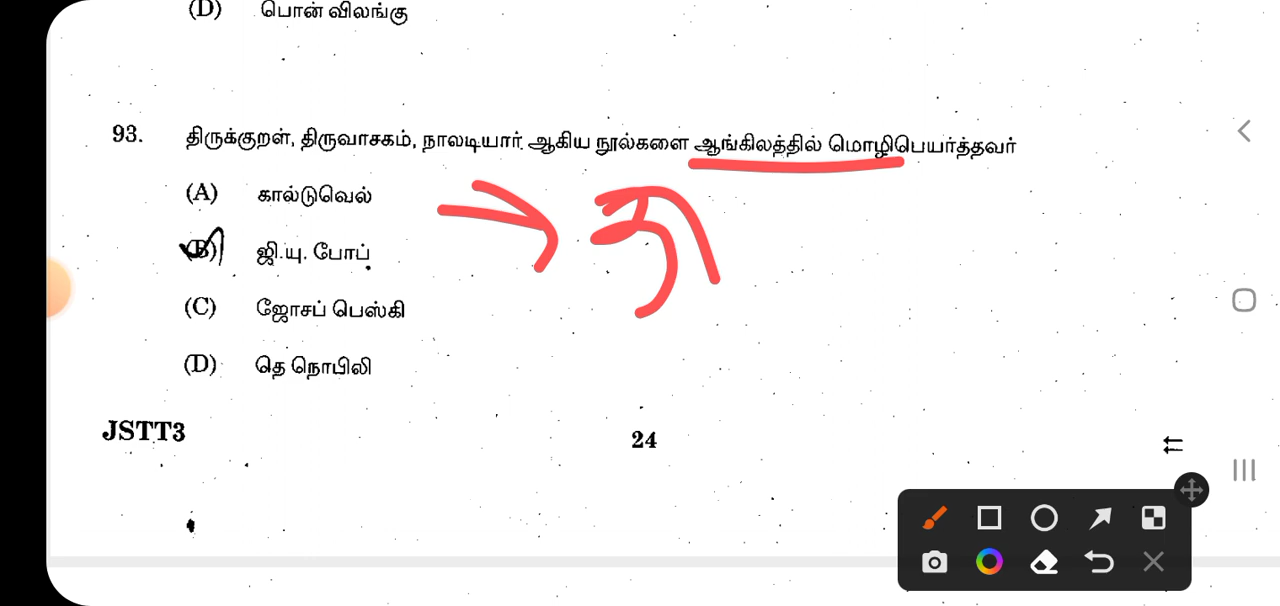 (D) பொன் விலங்கு
93. திருக்குறள், திருவாசகம், நாலடியார் ஆகிய நூல்களை ஆங்கிலத்தில் மொழிபெயர்த்தவர்
(A) கால்டுவெல்
(B) ஜி.யு. போப்
(C) ஜோசப் பெஸ்கி
(D) தெ நொபிலி
JSTT3
24